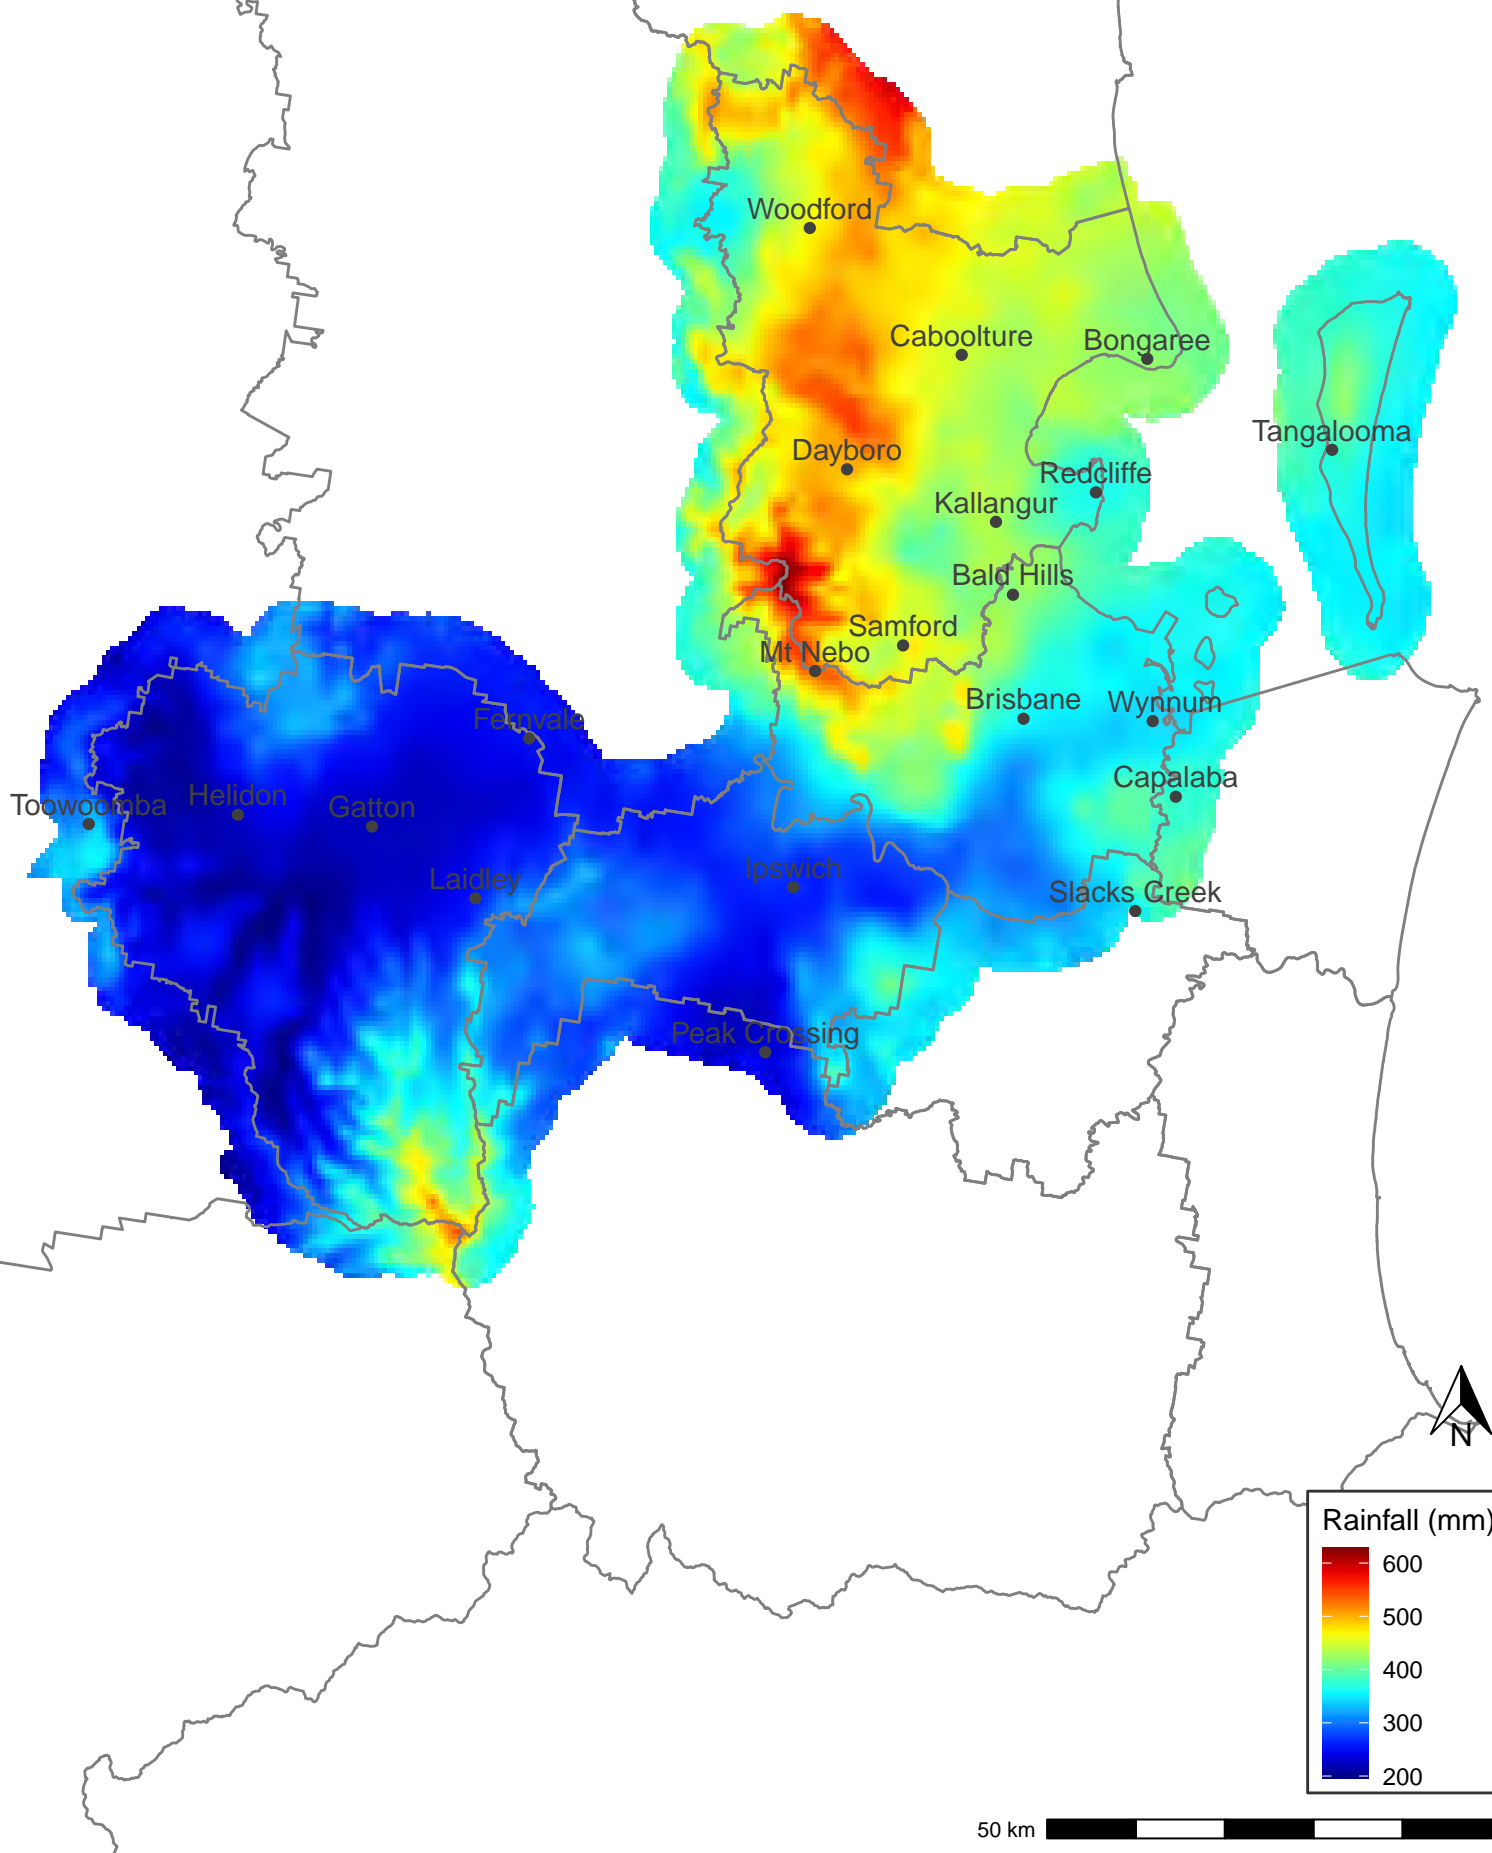 Woodford
Caboolture
Bongaree
Tangalooma
Dayboro
Redcliffe
Kallangur
Bald Hills
Samford
Mt Nebo
Brisbane
Wynnum
Fernvale
Capalaba
Toowoomba
Helidon
Gatton
Ipswich
Laidley
Slacks Creek
Peak Crossing
N
Rainfall (mm)
600
500
400
300
200
50 km